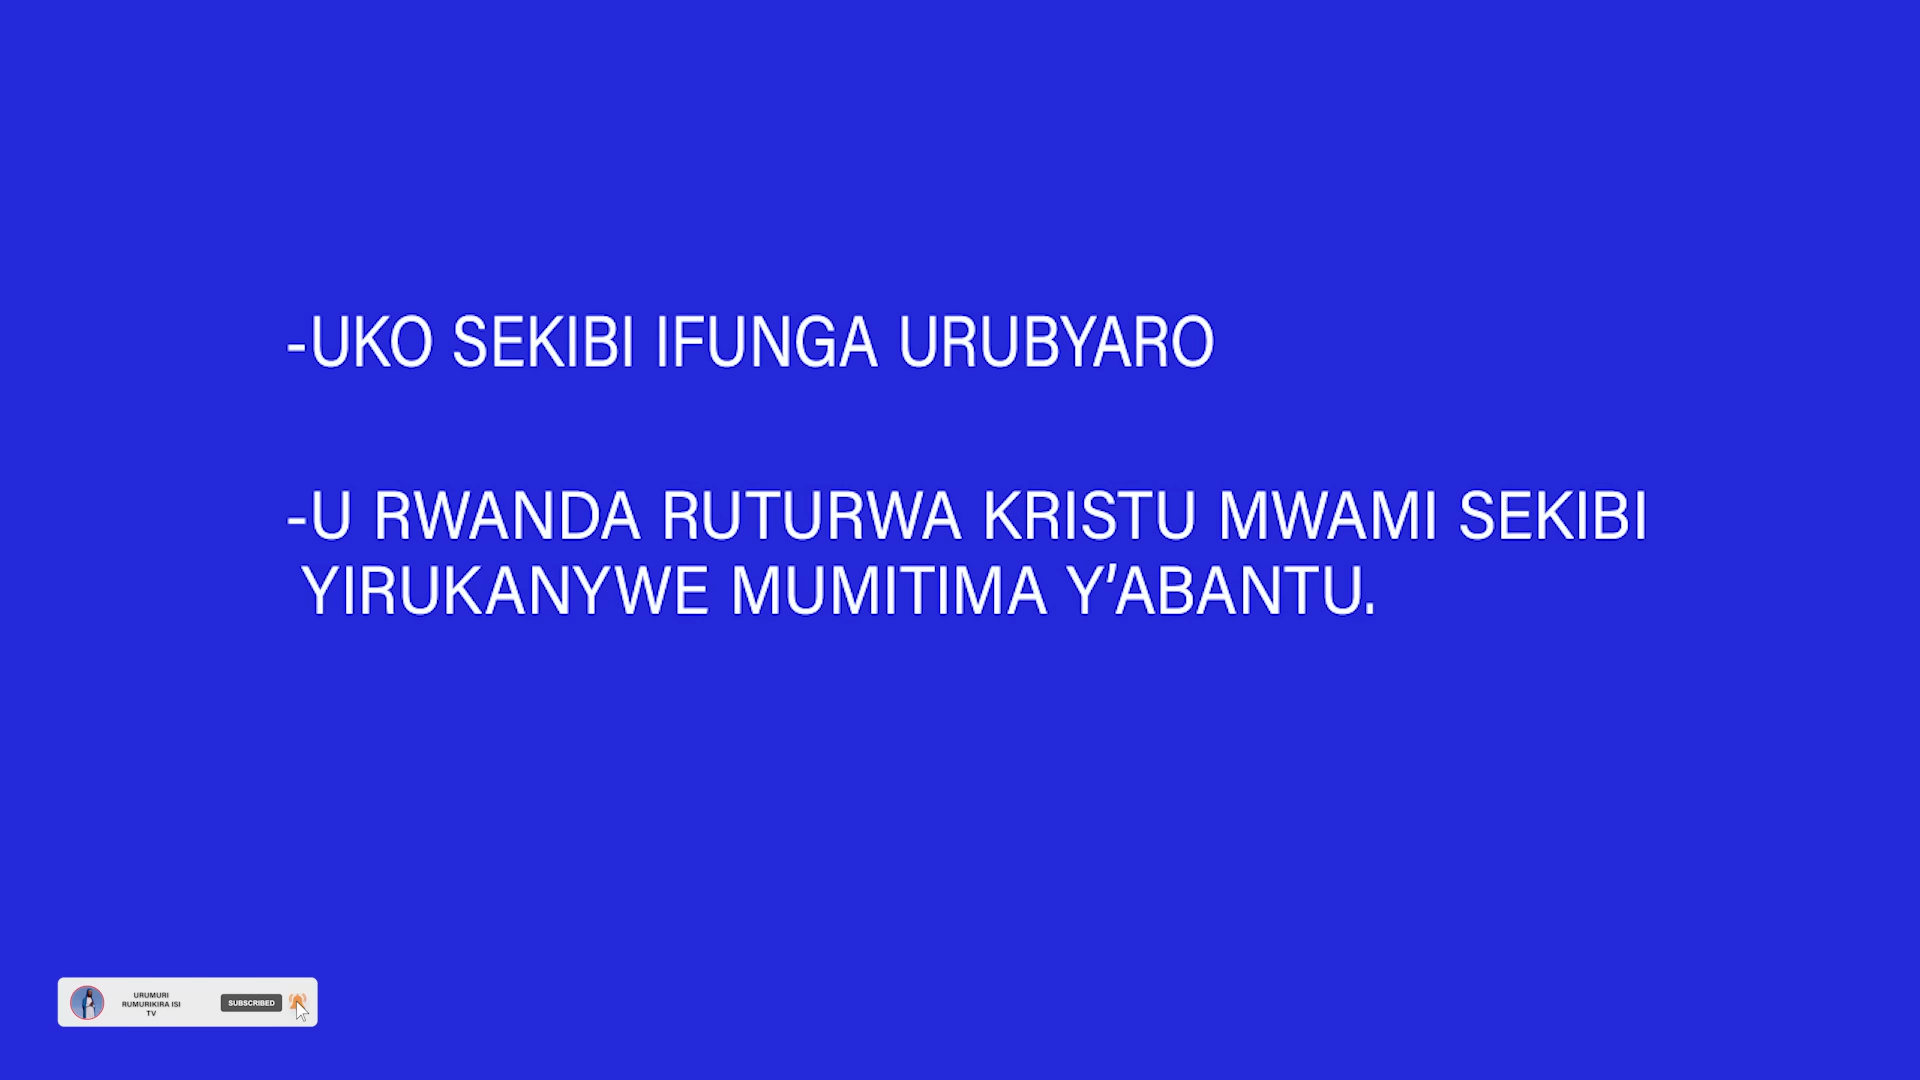 -UKO SEKIBI IFUNGA URUBYARO
-U RWANDA RUTURWA KRISTU MWAMI SEKIBI
YIRUKANYWE MUMITIMA Y'ABANTU.
URUMURI
RUMURIKIRA ISI
TV
SUBSCRIBED